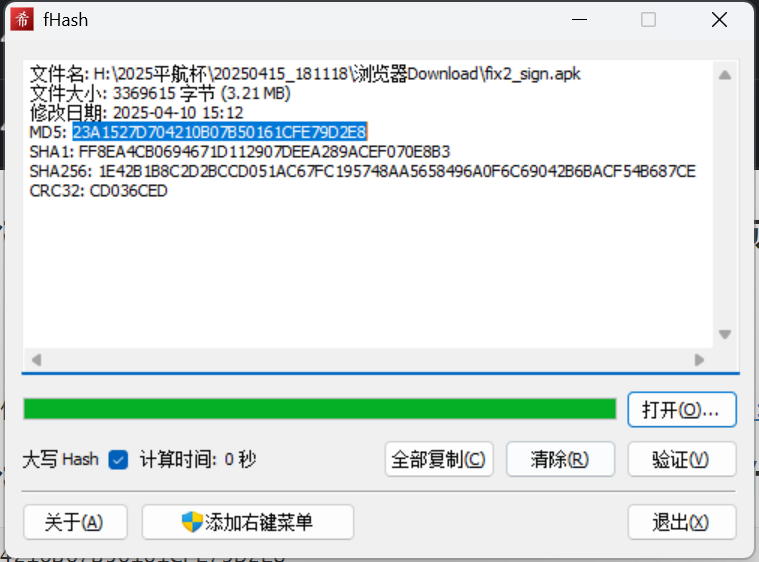 希 fHash
文件名: H:\2025平航杯\20250415_181118\浏览器Download\fix2_sign.apk
文件大小: 3369615 字节 (3.21 MB)
修改日期: 2025-04-10 15:12
MD5: 23A1527D704210B07B50161CFE79D2E8
SHA1: FF8EA4CB0694671D112907DEEA289ACEF070E8B3
SHA256: 1E42B1B8C2D2BCCD051AC67FC195748AA5658496A0F6C69042B6BACF54B687CE
CRC32: CD036CED
打开(O)...
大写 Hash 计算时间: 0 秒 全部复制(C) 清除(R) 验证(V)
关于(A) 添加右键菜单 退出(X)